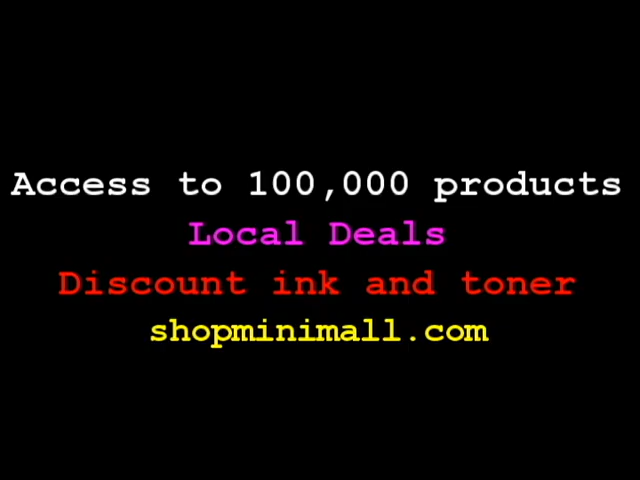 Access to 100,000 products
Local Deals
Discount ink and toner
shopminimall.com